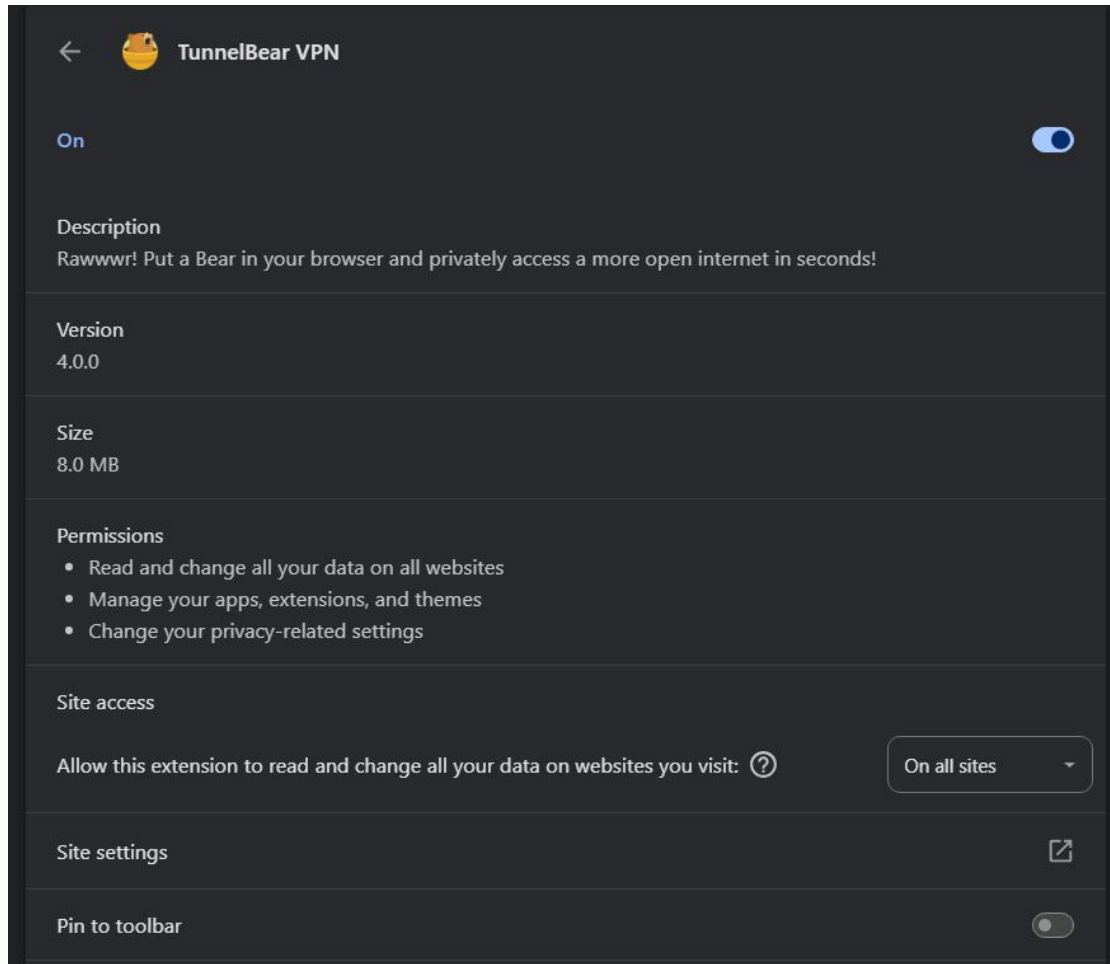 TunnelBear VPN
On
Description
Rawwwr! Put a Bear in your browser and privately access a more open internet in seconds!
Version
4.0.0
Size
8.0 MB
Permissions
• Read and change all your data on all websites
• Manage your apps, extensions, and themes
• Change your privacy-related settings
Site access
Allow this extension to read and change all your data on websites you visit: On all sites
Site settings
Pin to toolbar